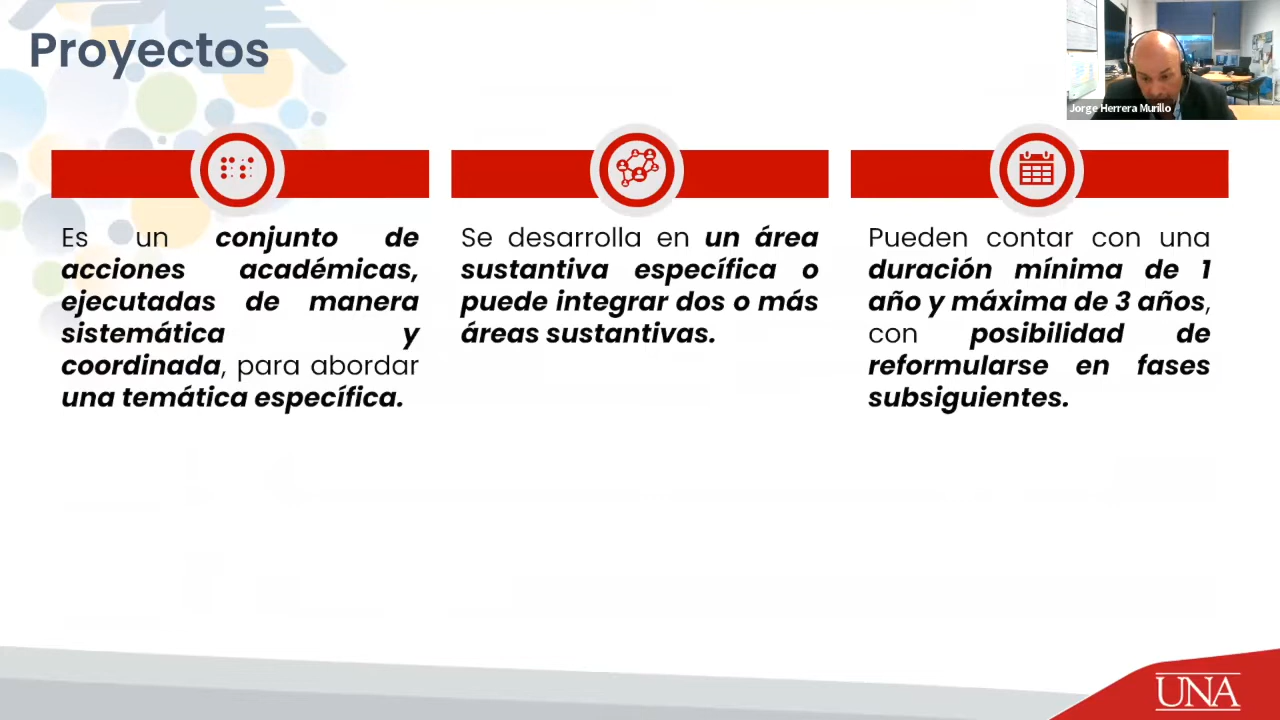 Proyectos
Jorge Herrera Murillo
Es un conjunto de
acciones académicas,
ejecutadas de manera
sistemática y
coordinada, para abordar
una temática específica.
Se desarrolla en un área
sustantiva específica o
puede integrar dos o más
áreas sustantivas.
Pueden contar con una
duración mínima de 1
año y máxima de 3 años,
con posibilidad de
reformularse en fases
subsiguientes.
UNA